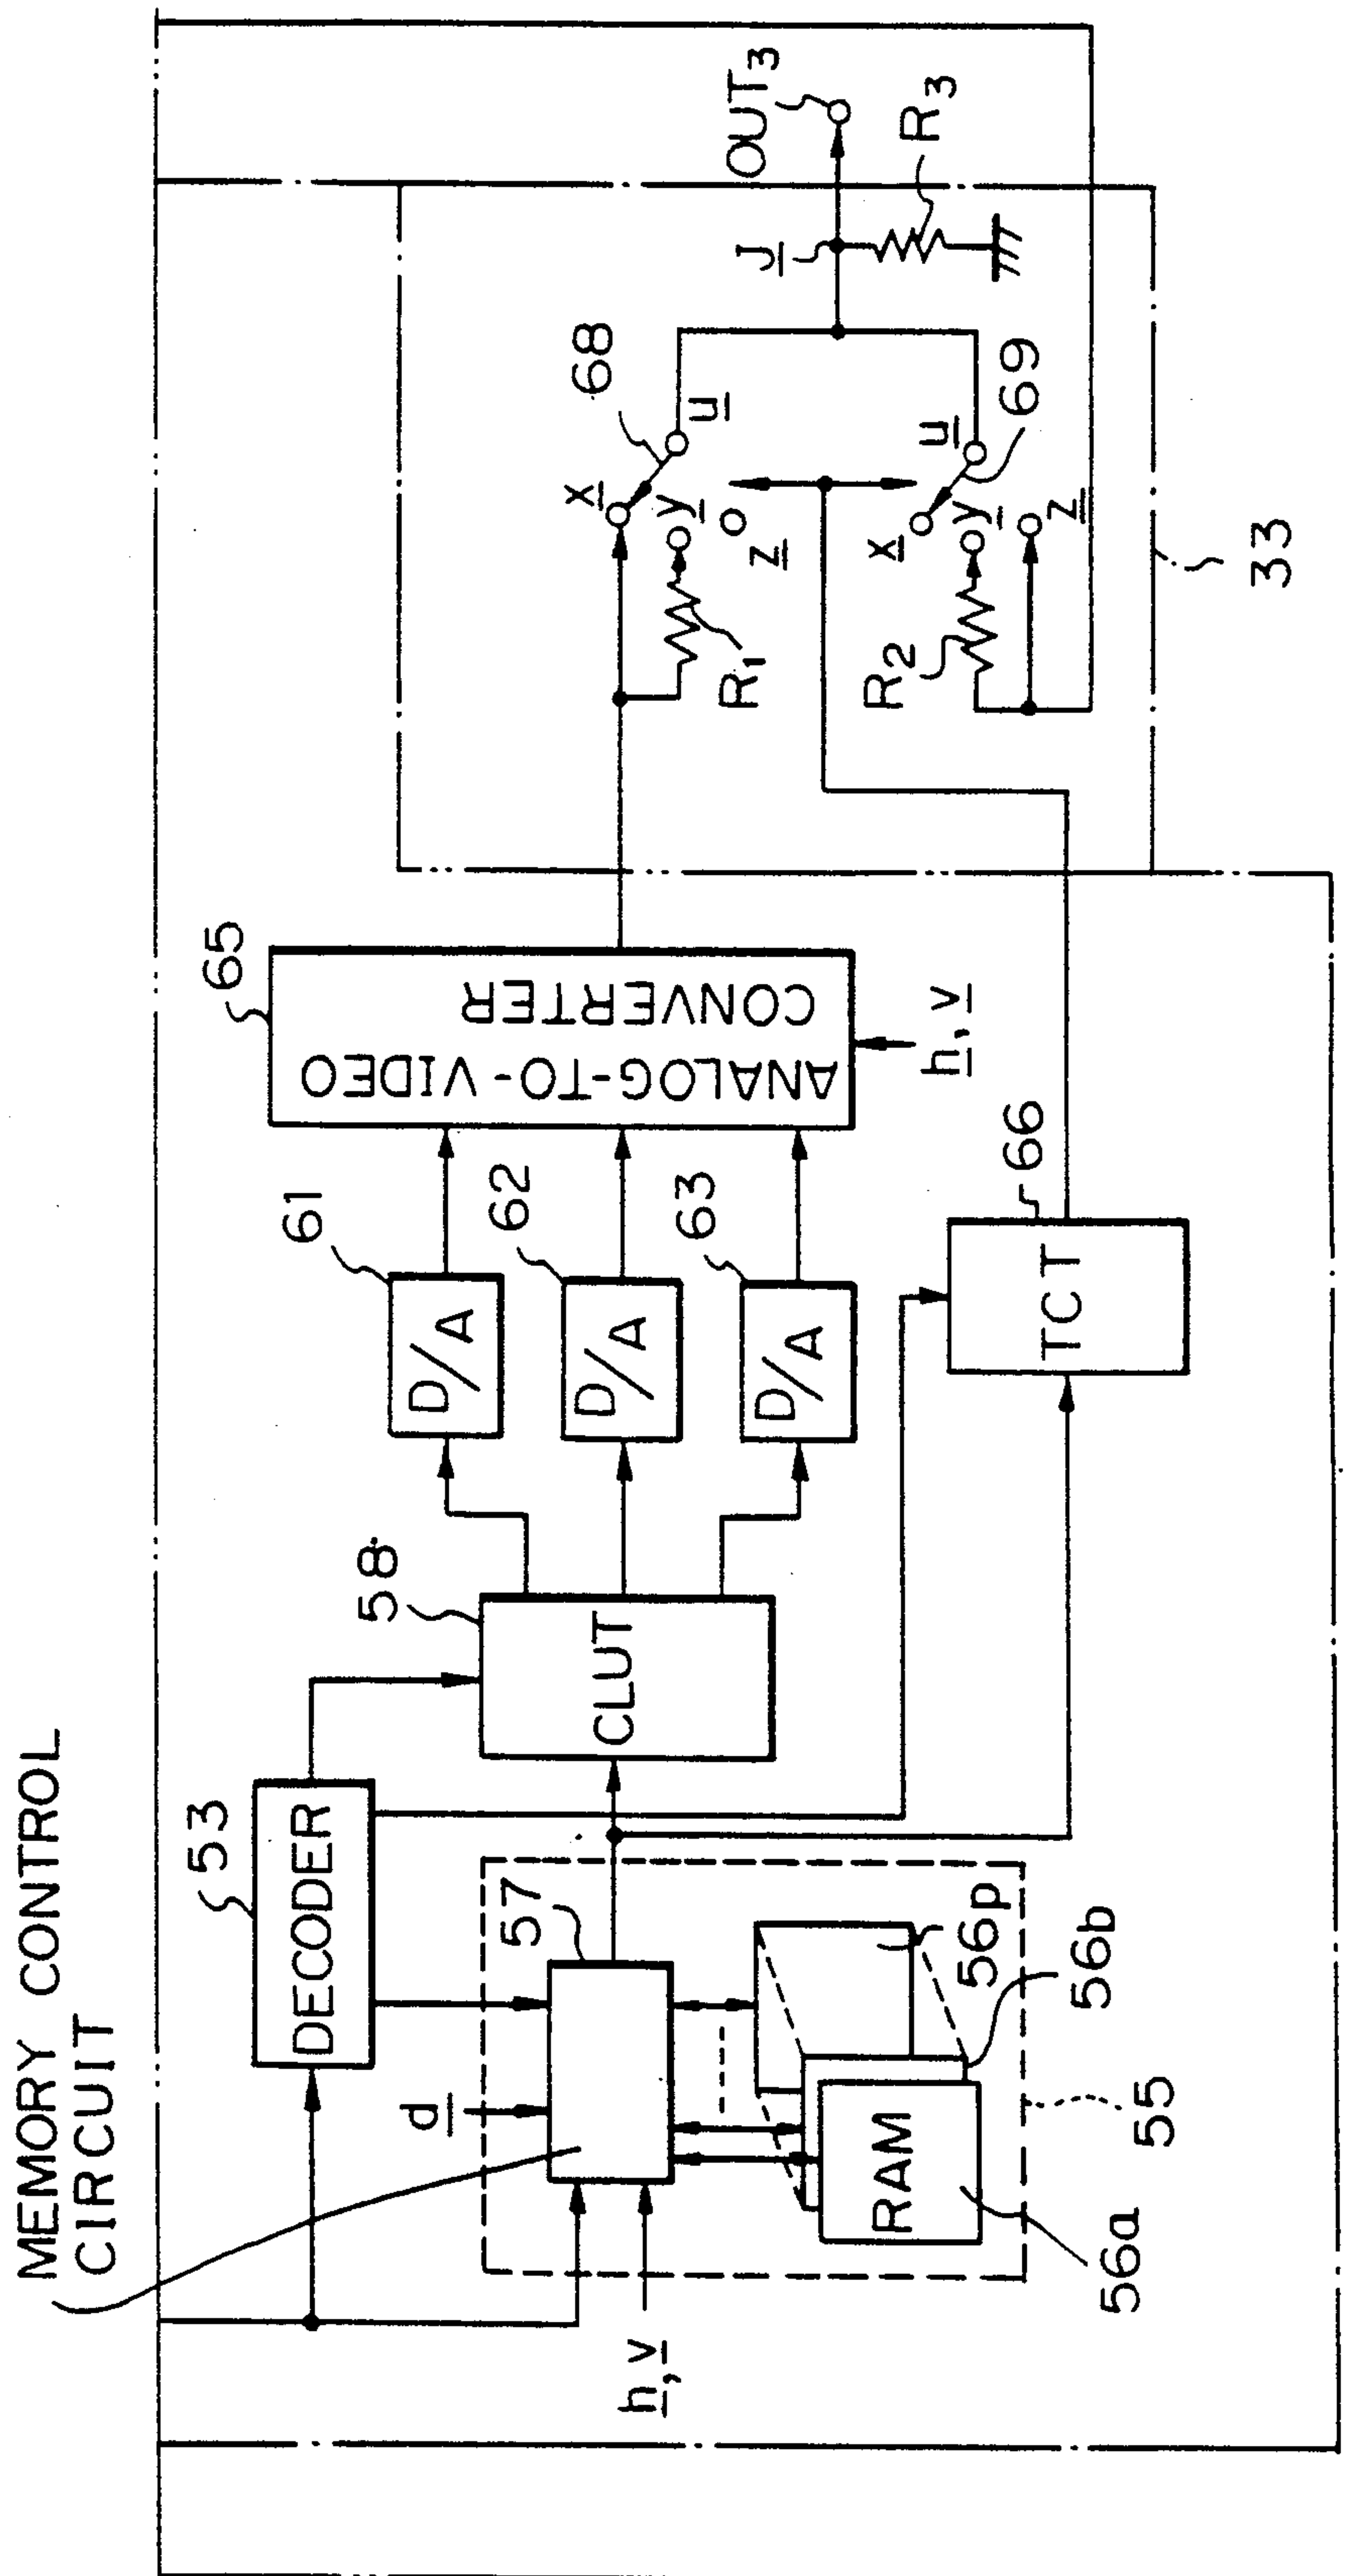 MEMORY CONTROL
CIRCUIT
53
DECODER
58
CLUT
61
D/A
62
D/A
63
D/A
65
ANALOG-TO-VIDEO
CONVERTER
h, v
d
57
h, v
RAM
56a
56b
56p
55
66
TCT
68
x
y
z
u
R1
69
x
y
z
u
R2
J
OUT3
R3
33